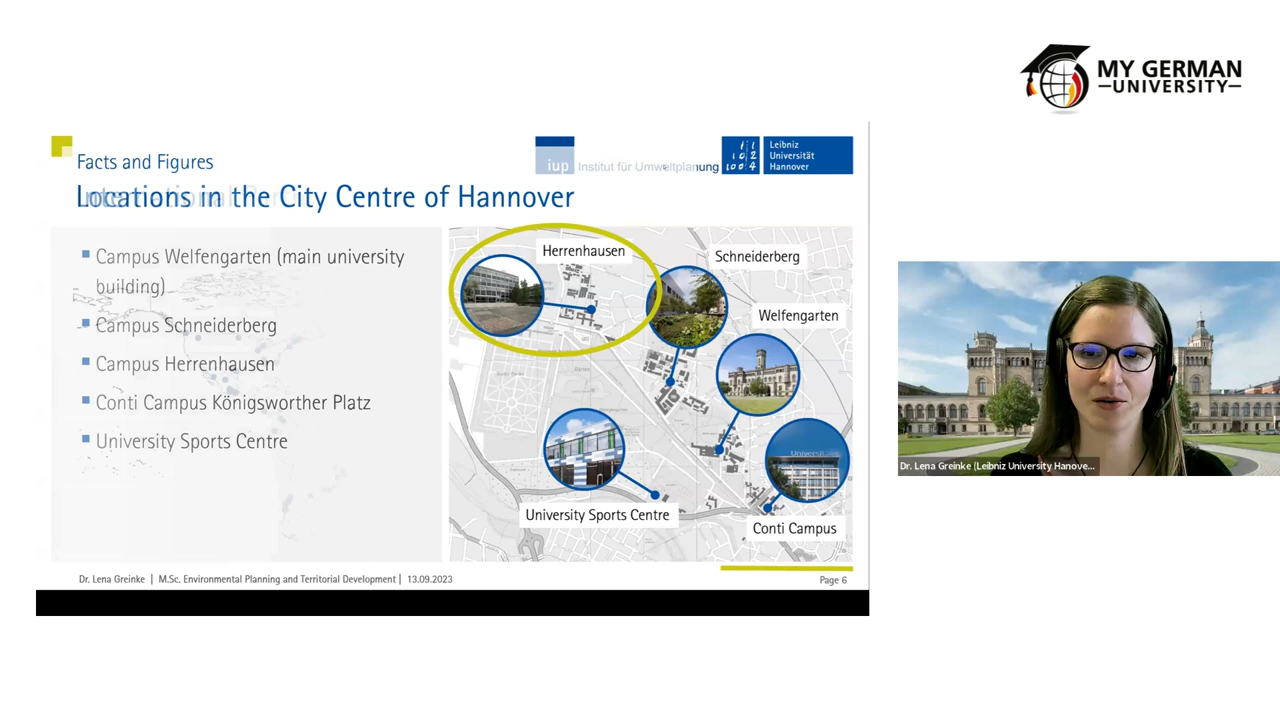 MY GERMAN
UNIVERSITY
Facts and Figures
Locations in the City Centre of Hannover
iup Institut für Umweltplanung
Leibniz
Universität
Hannover
Campus Welfengarten (main university
building)
Campus Schneiderberg
Campus Herrenhausen
Conti Campus Königsworther Platz
University Sports Centre
Herrenhausen
Schneiderberg
Welfengarten
University Sports Centre
Conti Campus
Dr. Lena Greinke | M.Sc. Environmental Planning and Territorial Development | 13.09.2023
Page 6
Dr. Lena Greinke (Leibniz University Hanove...